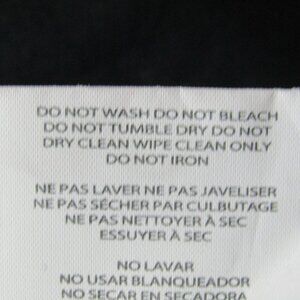 DO NOT WASH DO NOT BLEACH
DO NOT TUMBLE DRY DO NOT
DRY CLEAN WIPE CLEAN ONLY
DO NOT IRON
NE PAS LAVER NE PAS JAVELISER
NE PAS SÉCHER PAR CULBUTAGE
NE PAS NETTOYER À SEC
ESSUYER À SEC
NO LAVAR
NO USAR BLANQUEADOR
NO SECAR EN SECADORA